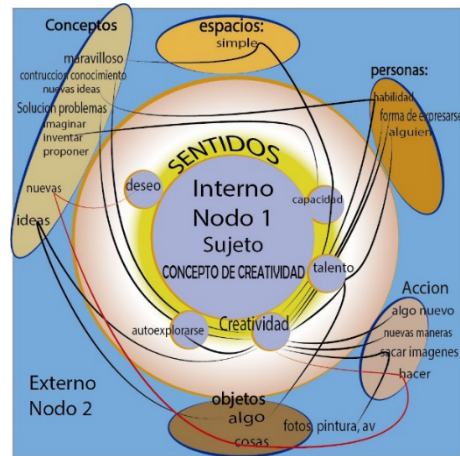 Conceptos
maravilloso
contruccion conocimiento
nuevas ideas
Solucion problemas
imaginar
inventar
proponer
nuevas
ideas
espacios:
simple
personas:
habilidad
forma de expresarse
alguien
SENTIDOS
deseo
Interno
Nodo 1
Sujeto
CONCEPTO DE CREATIVIDAD
capacidad
talento
autoexplorarse
Creatividad
Accion
algo nuevo
nuevas maneras
sacar imagenes
hacer
Externo
Nodo 2
objetos
algo
cosas
fotos, pintura, av